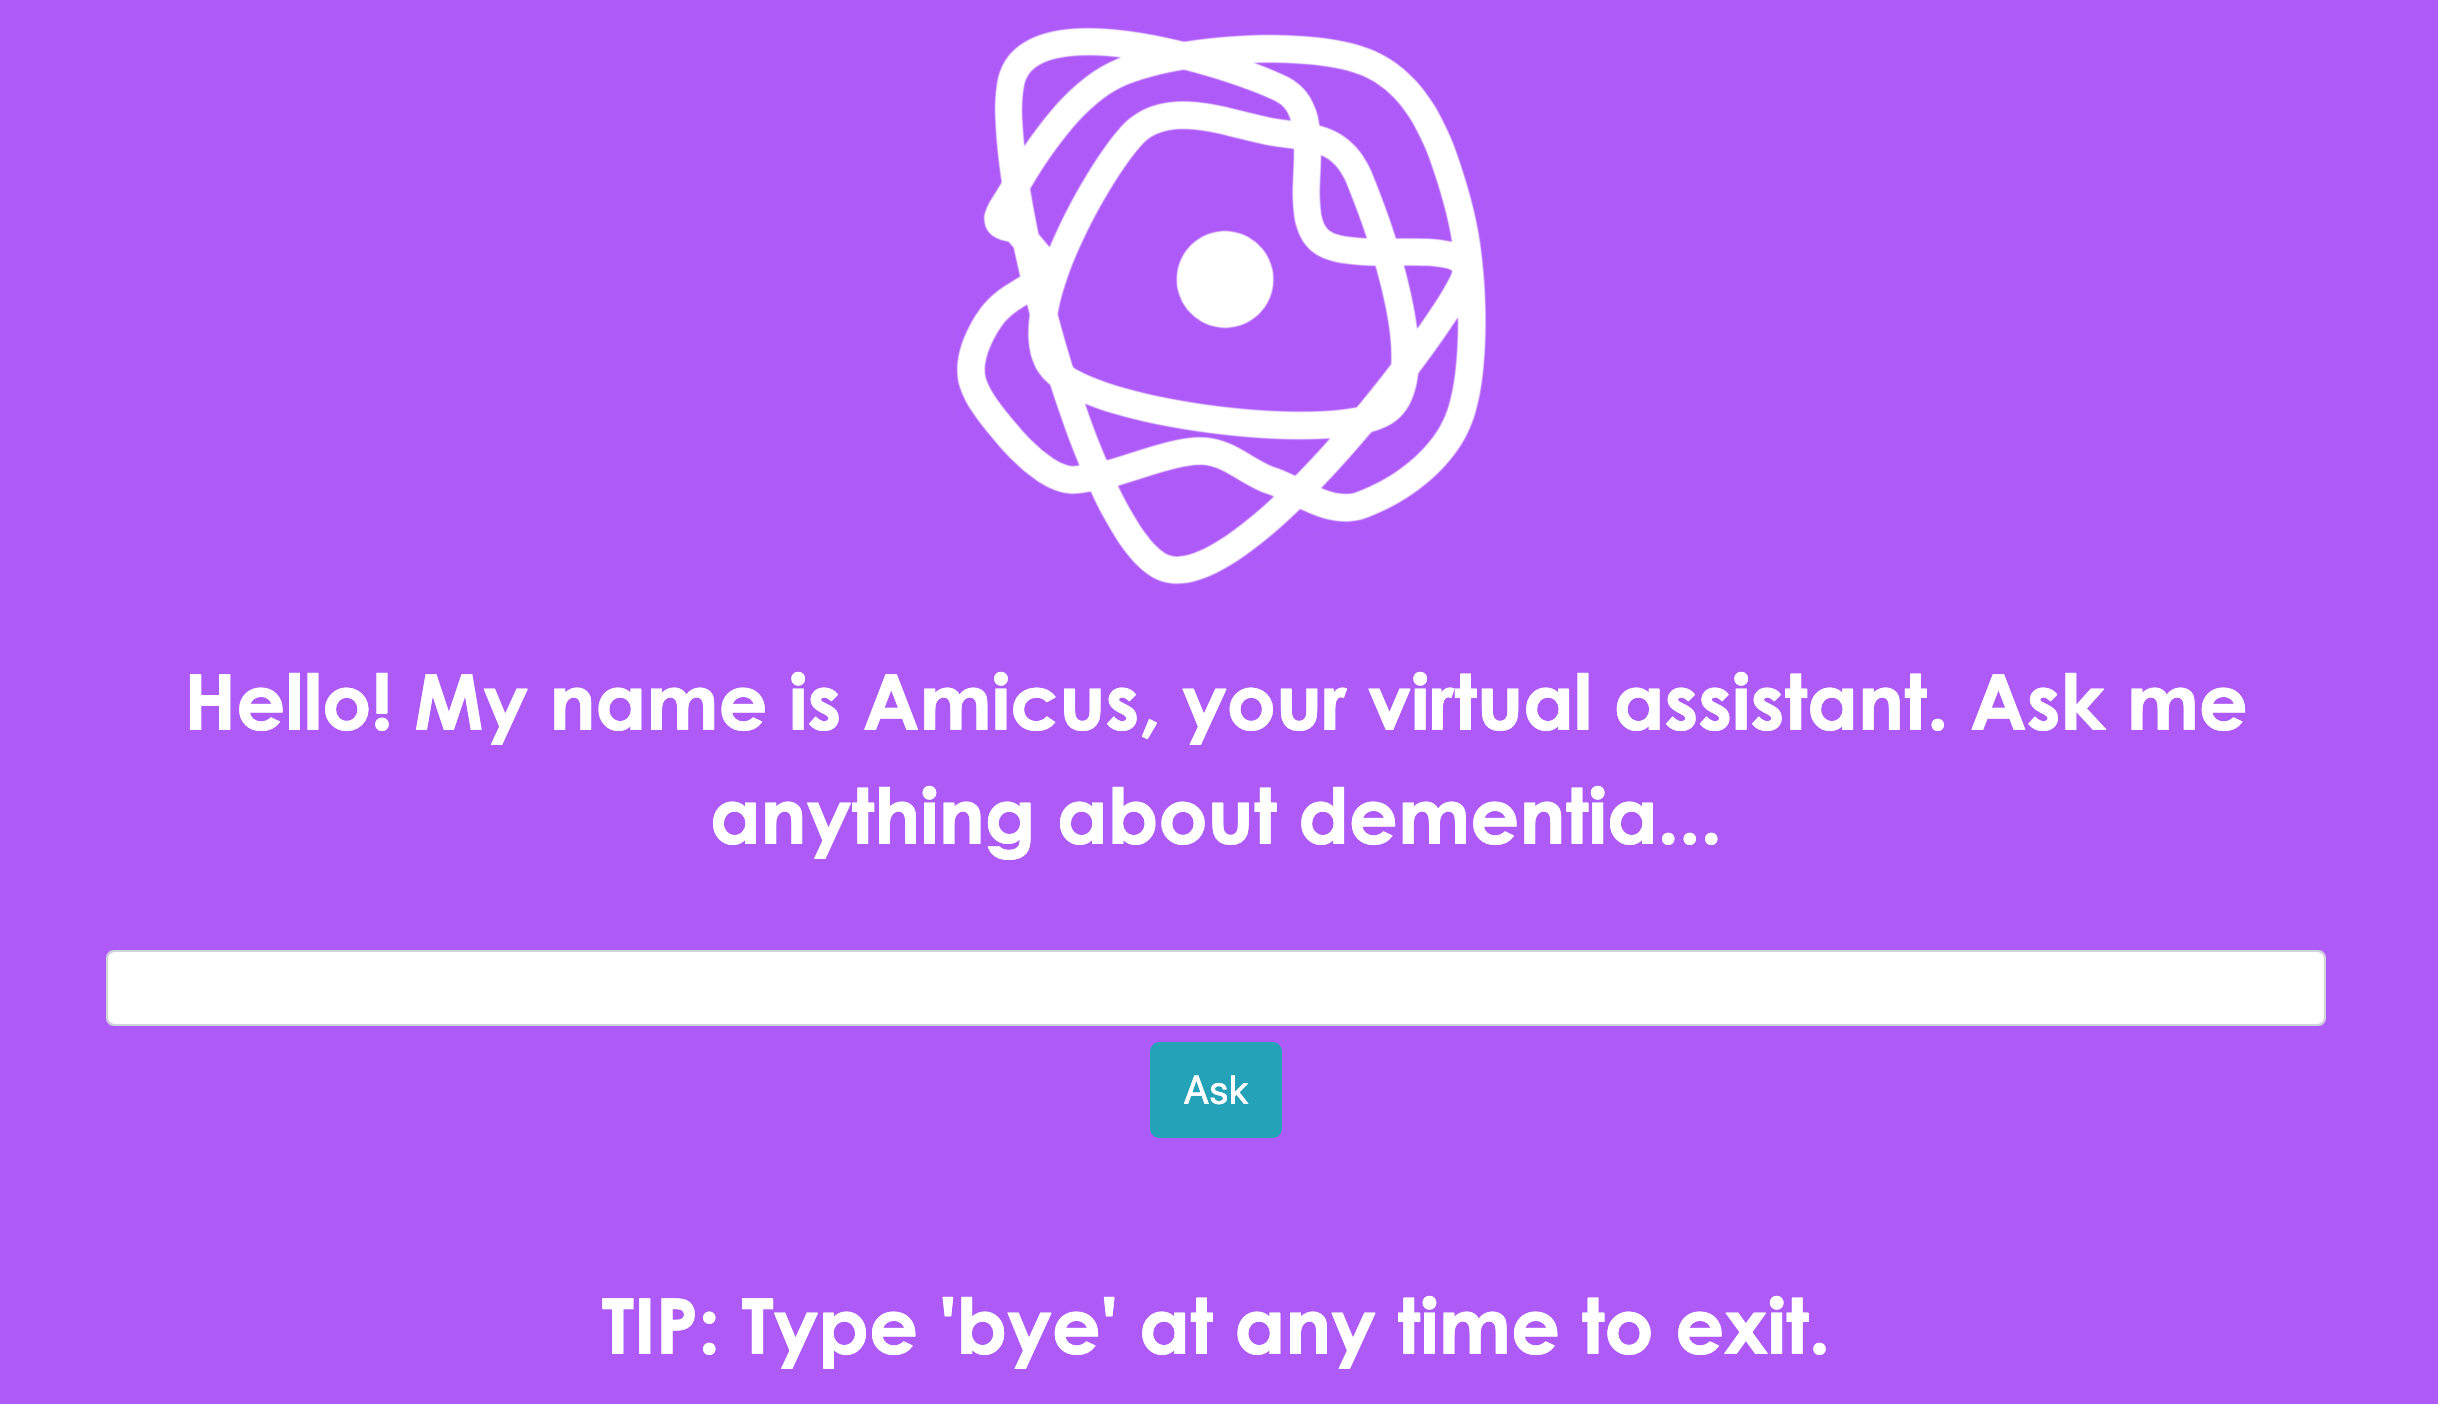 Hello! My name is Amicus, your virtual assistant. Ask me
anything about dementia...
Ask
TIP: Type 'bye' at any time to exit.